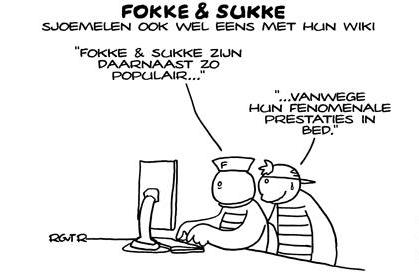 FOKKE & SUKKE
SJOEMELEN OOK WEL EENS MET HUN WIKI
"FOKKE & SUKKE ZIJN
DAARNAAST ZO
POPULAIR..."
"...VANWEGE
HUN FENOMENALE
PRESTATIES IN
BED."
F
RGvTR